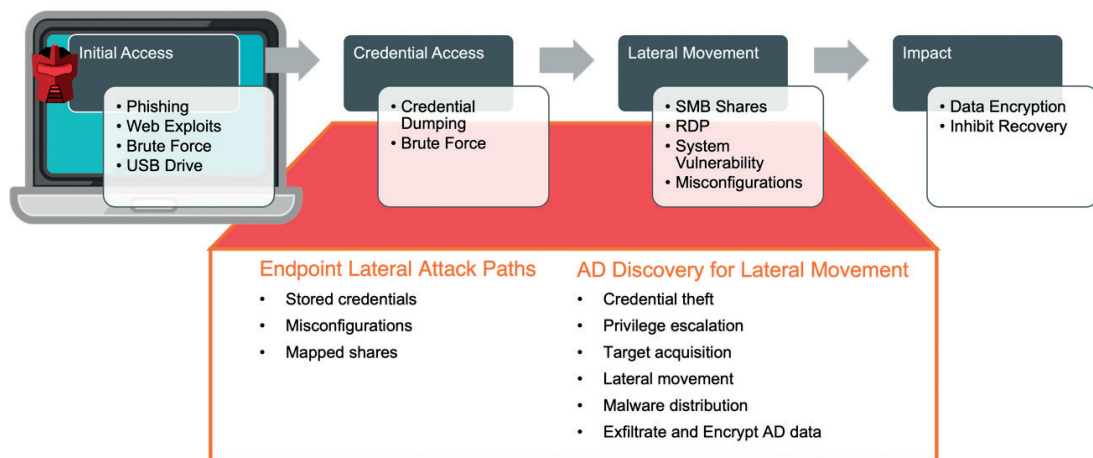 Initial Access
• Phishing
• Web Exploits
• Brute Force
• USB Drive
Credential Access
• Credential
Dumping
• Brute Force
Lateral Movement
• SMB Shares
• RDP
• System
Vulnerability
• Misconfigurations
Impact
• Data Encryption
• Inhibit Recovery
Endpoint Lateral Attack Paths
• Stored credentials
• Misconfigurations
• Mapped shares
AD Discovery for Lateral Movement
• Credential theft
• Privilege escalation
• Target acquisition
• Lateral movement
• Malware distribution
• Exfiltrate and Encrypt AD data